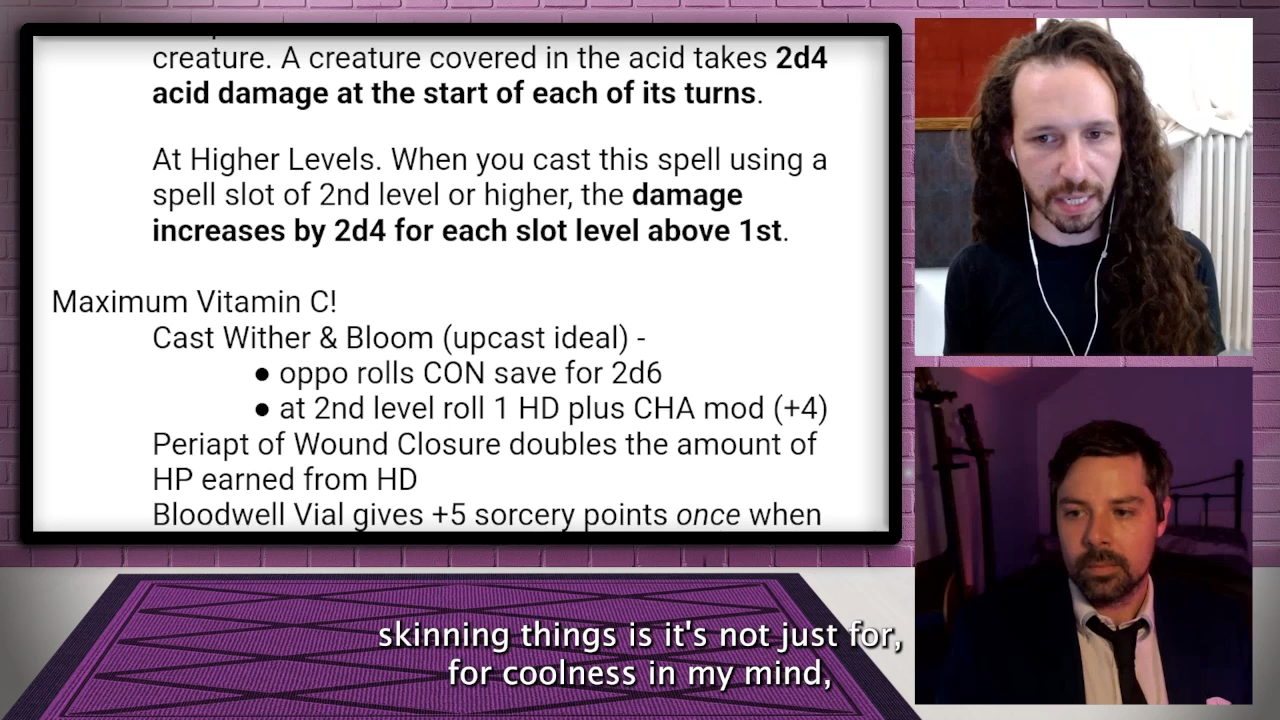 creature. A creature covered in the acid takes 2d4
acid damage at the start of each of its turns.
At Higher Levels. When you cast this spell using a
spell slot of 2nd level or higher, the damage
increases by 2d4 for each slot level above 1st.
Maximum Vitamin C!
Cast Wither & Bloom (upcast ideal) -
● oppo rolls CON save for 2d6
● at 2nd level roll 1 HD plus CHA mod (+4)
Periapt of Wound Closure doubles the amount of
HP earned from HD
Bloodwell Vial gives +5 sorcery points once when
skinning things is it's not just for,
for coolness in my mind,